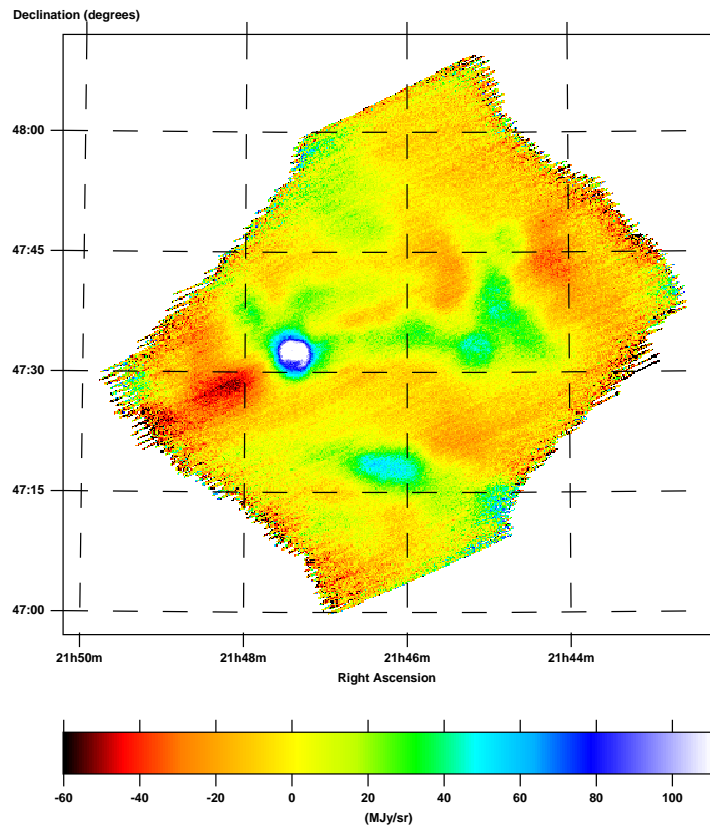 Declination (degrees)
48:00
47:45
47:30
47:15
47:00
21h50m 21h48m 21h46m 21h44m
Right Ascension
-60 -40 -20 0 20 40 60 80 100
(MJy/sr)